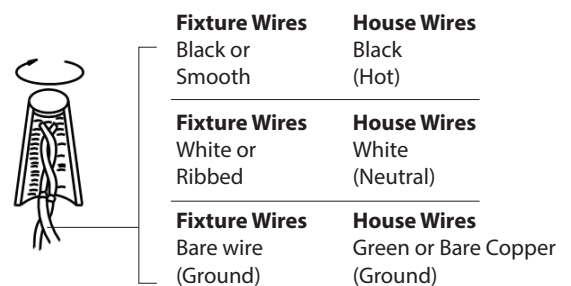 Fixture Wires House Wires
Black or Black
Smooth (Hot)
Fixture Wires House Wires
White or White
Ribbed (Neutral)
Fixture Wires House Wires
Bare wire Green or Bare Copper
(Ground) (Ground)